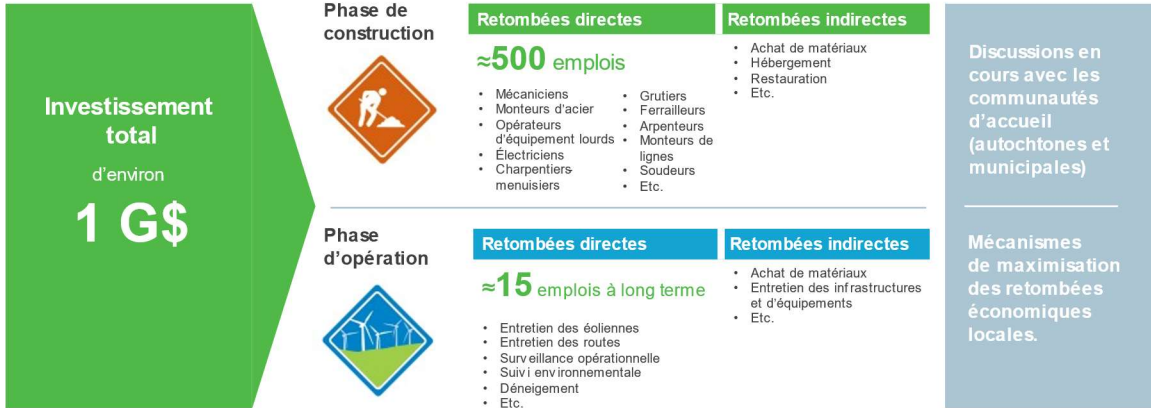 Investissement
total
d'environ
1 G$
Phase de
construction
Retombées directes
≈500 emplois
• Mécaniciens
• Monteurs d'acier
• Opérateurs
d'équipement lourds
• Électriciens
• Charpentiers-
menuisiers
• Grutiers
• Ferrailleurs
• Arpenteurs
• Monteurs de
lignes
• Soudeurs
• Etc.
Retombées indirectes
• Achat de matériaux
• Hébergement
• Restauration
• Etc.
Phase
d'opération
Retombées directes
≈15 emplois à long terme
• Entretien des éoliennes
• Entretien des routes
• Surveillance opérationnelle
• Suivi environnementale
• Déneigement
• Etc.
Retombées indirectes
• Achat de matériaux
• Entretien des infrastructures
et d'équipements
• Etc.
Discussions en
cours avec les
communautés
d'accueil
(autochtones et
municipales)
Mécanismes
de maximisation
des retombées
économiques
locales.